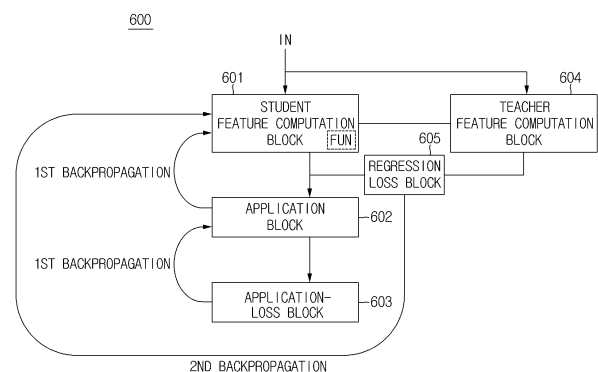 600
IN
601
604
STUDENT
FEATURE COMPUTATION
BLOCK
FUN
TEACHER
FEATURE COMPUTATION
BLOCK
605
REGRESSION
LOSS BLOCK
1ST BACKPROPAGATION
APPLICATION
BLOCK
602
1ST BACKPROPAGATION
APPLICATION-
LOSS BLOCK
603
2ND BACKPROPAGATION